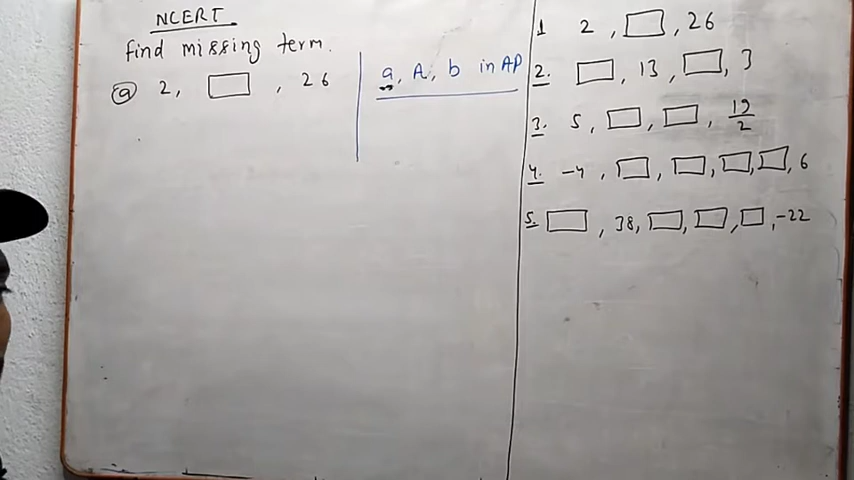 NCERT.
Find missing term.
(a) 2, □, 26
a, A, b in AP
1 2, □, 26
2. □, 13, □, 3
3. 5, □, □, 19/2
4. -4, □, □, □, □, 6
5. □, 38, □, □, □, -22